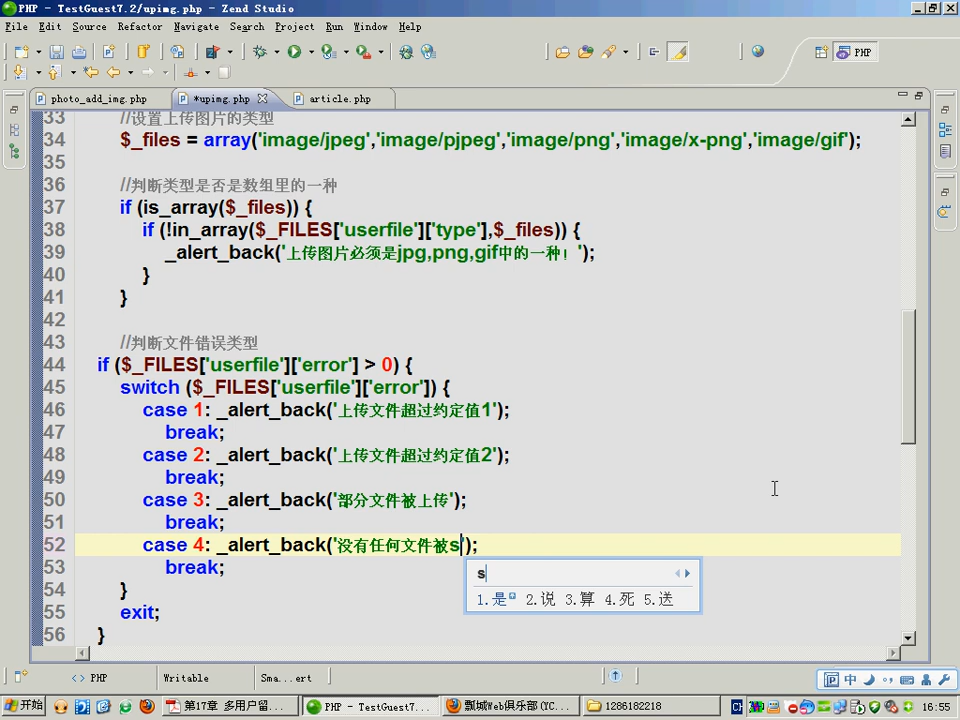 PHP - TestGuest7.2/upimg.php - Zend Studio
File Edit Source Refactor Navigate Search Project Run Window Help
PHP
photo_add_img.php *upimg.php article.php
33 //设置上传图片的类型
34 $_files = array('image/jpeg','image/pjpeg','image/png','image/x-png','image/gif');
35
36 //判断类型是否是数组里的一种
37 if (is_array($_files)) {
38 if (!in_array($_FILES['userfile']['type'],$_files)) {
39 _alert_back('上传图片必须是jpg,png,gif中的一种! ');
40 }
41 }
42
43 //判断文件错误类型
44 if ($_FILES['userfile']['error'] > 0) {
45 switch ($_FILES['userfile']['error']) {
46 case 1: _alert_back('上传文件超过约定值1');
47 break;
48 case 2: _alert_back('上传文件超过约定值2');
49 break;
50 case 3: _alert_back('部分文件被上传');
51 break;
52 case 4: _alert_back('没有任何文件被s');
53 break;
54 }
55 exit;
56 }
s
1.是 2.说 3.算 4.死 5.送
<> PHP Writable Sma...ert
中
开始 第17章 多用户留... PHP - TestGuest7... 瓢城Web俱乐部(YC... 1286182218 CH 16:55